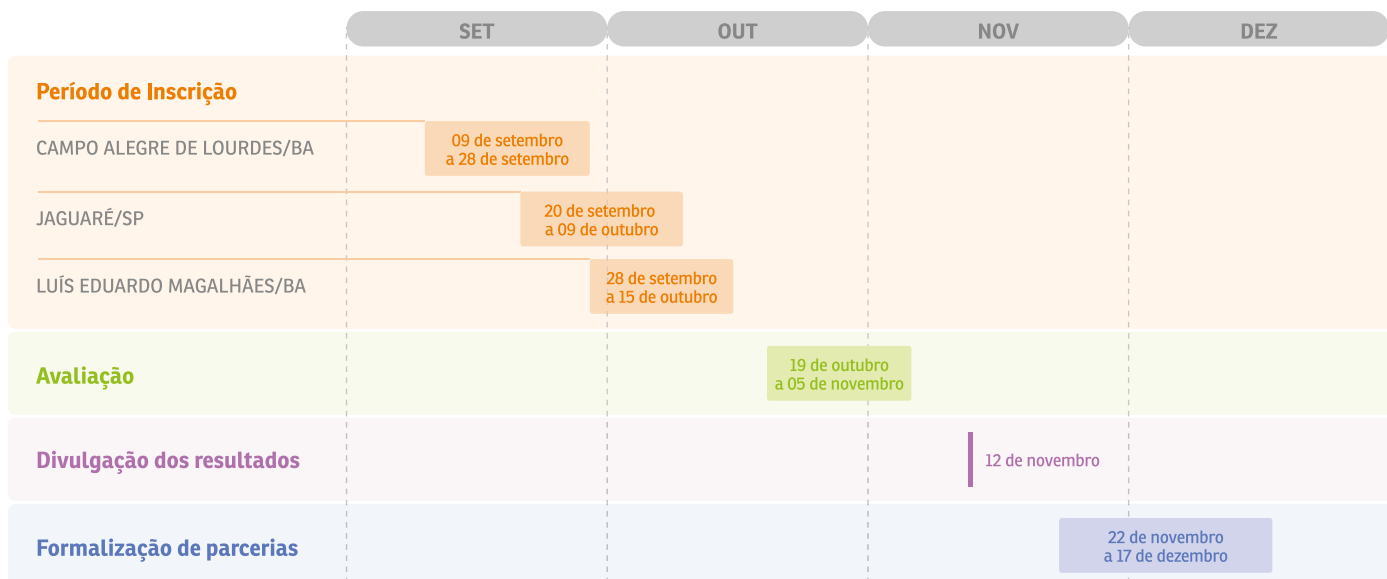 SET
OUT
NOV
DEZ
Período de Inscrição
CAMPO ALEGRE DE LOURDES/BA
09 de setembro
a 28 de setembro
JAGUARÉ/SP
20 de setembro
a 09 de outubro
LUÍS EDUARDO MAGALHÃES/BA
28 de setembro
a 15 de outubro
Avaliação
19 de outubro
a 05 de novembro
Divulgação dos resultados
12 de novembro
Formalização de parcerias
22 de novembro
a 17 de dezembro